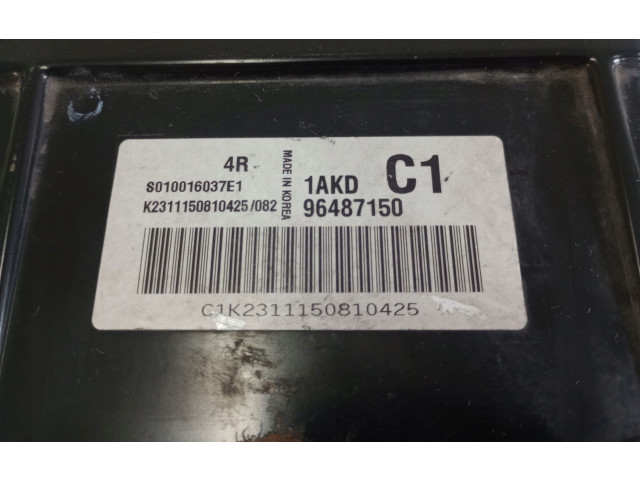 4R
S010016037E1
K2311150810425/082
MADE IN KOREA
1AKD C1
96487150
C1K2311150810425